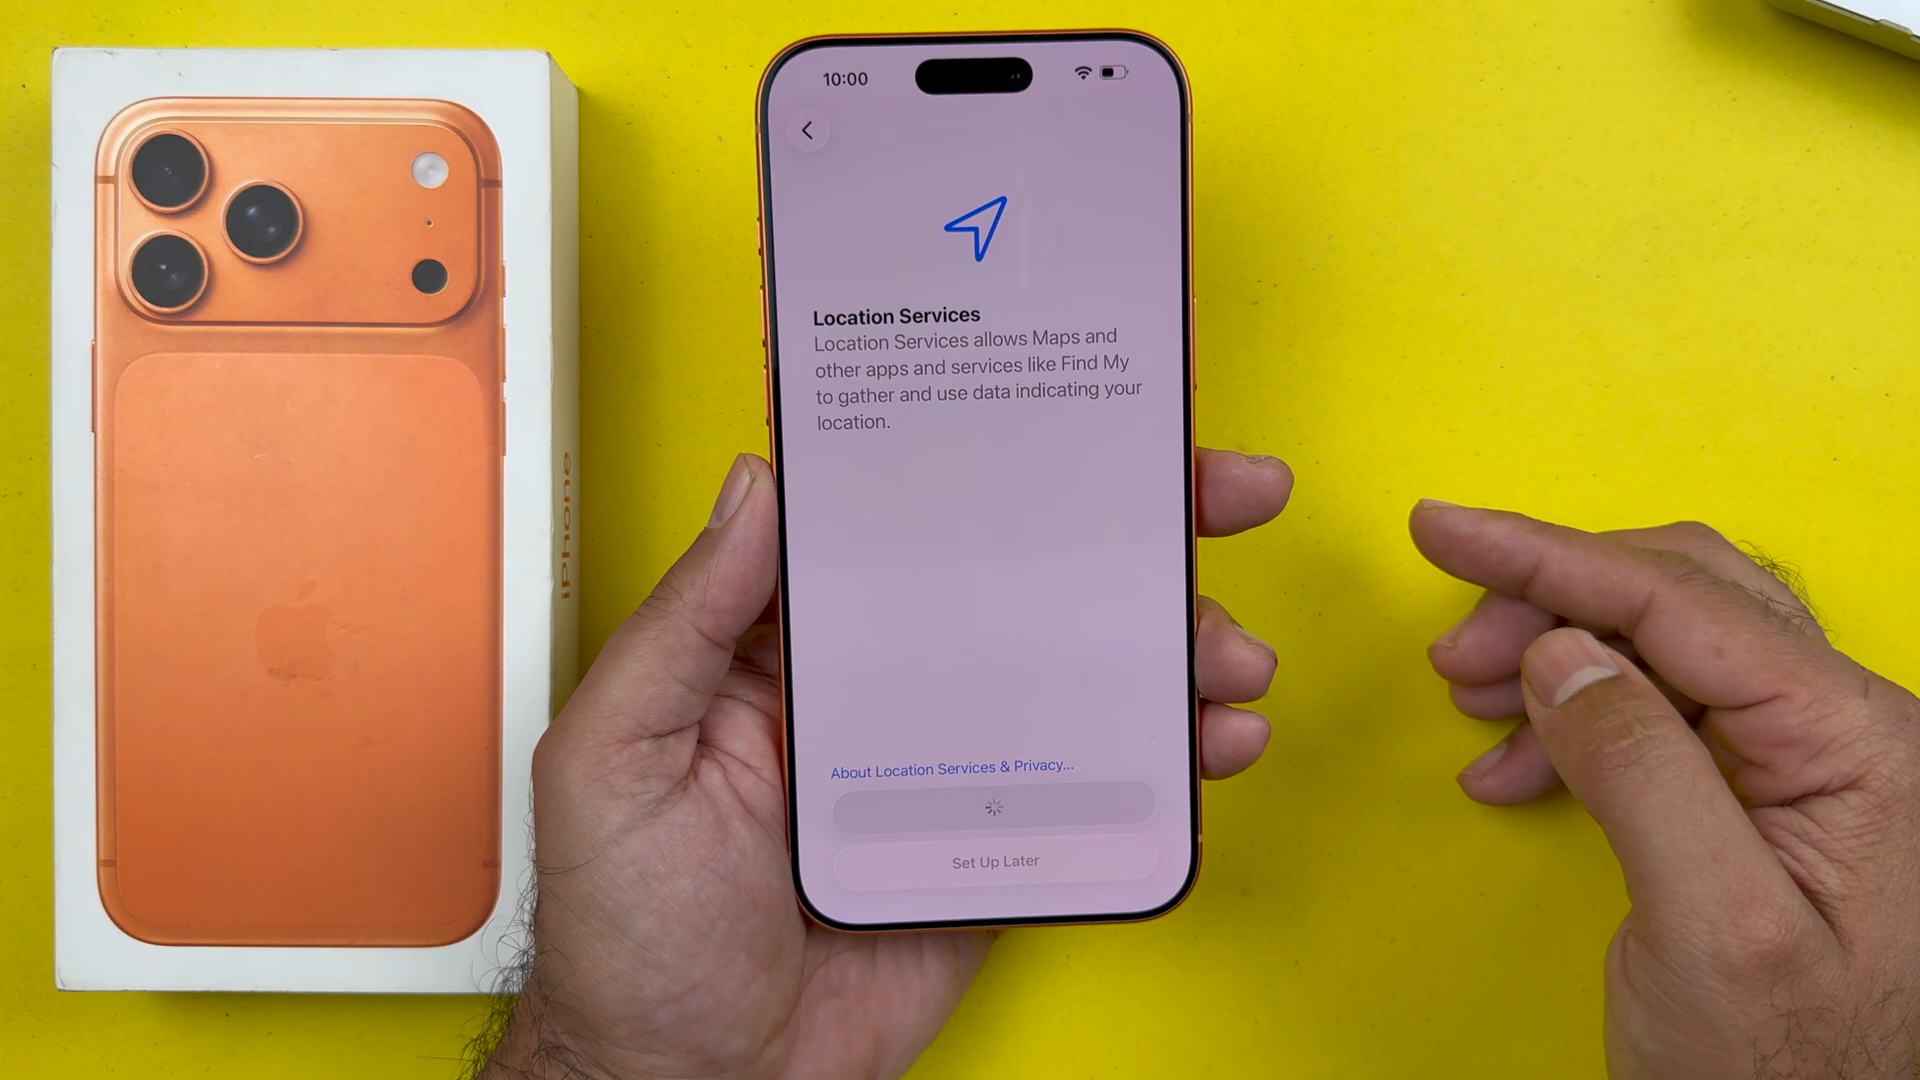 iPhone
10:00
Location Services
Location Services allows Maps and
other apps and services like Find My
to gather and use data indicating your
location.
About Location Services & Privacy...
Set Up Later